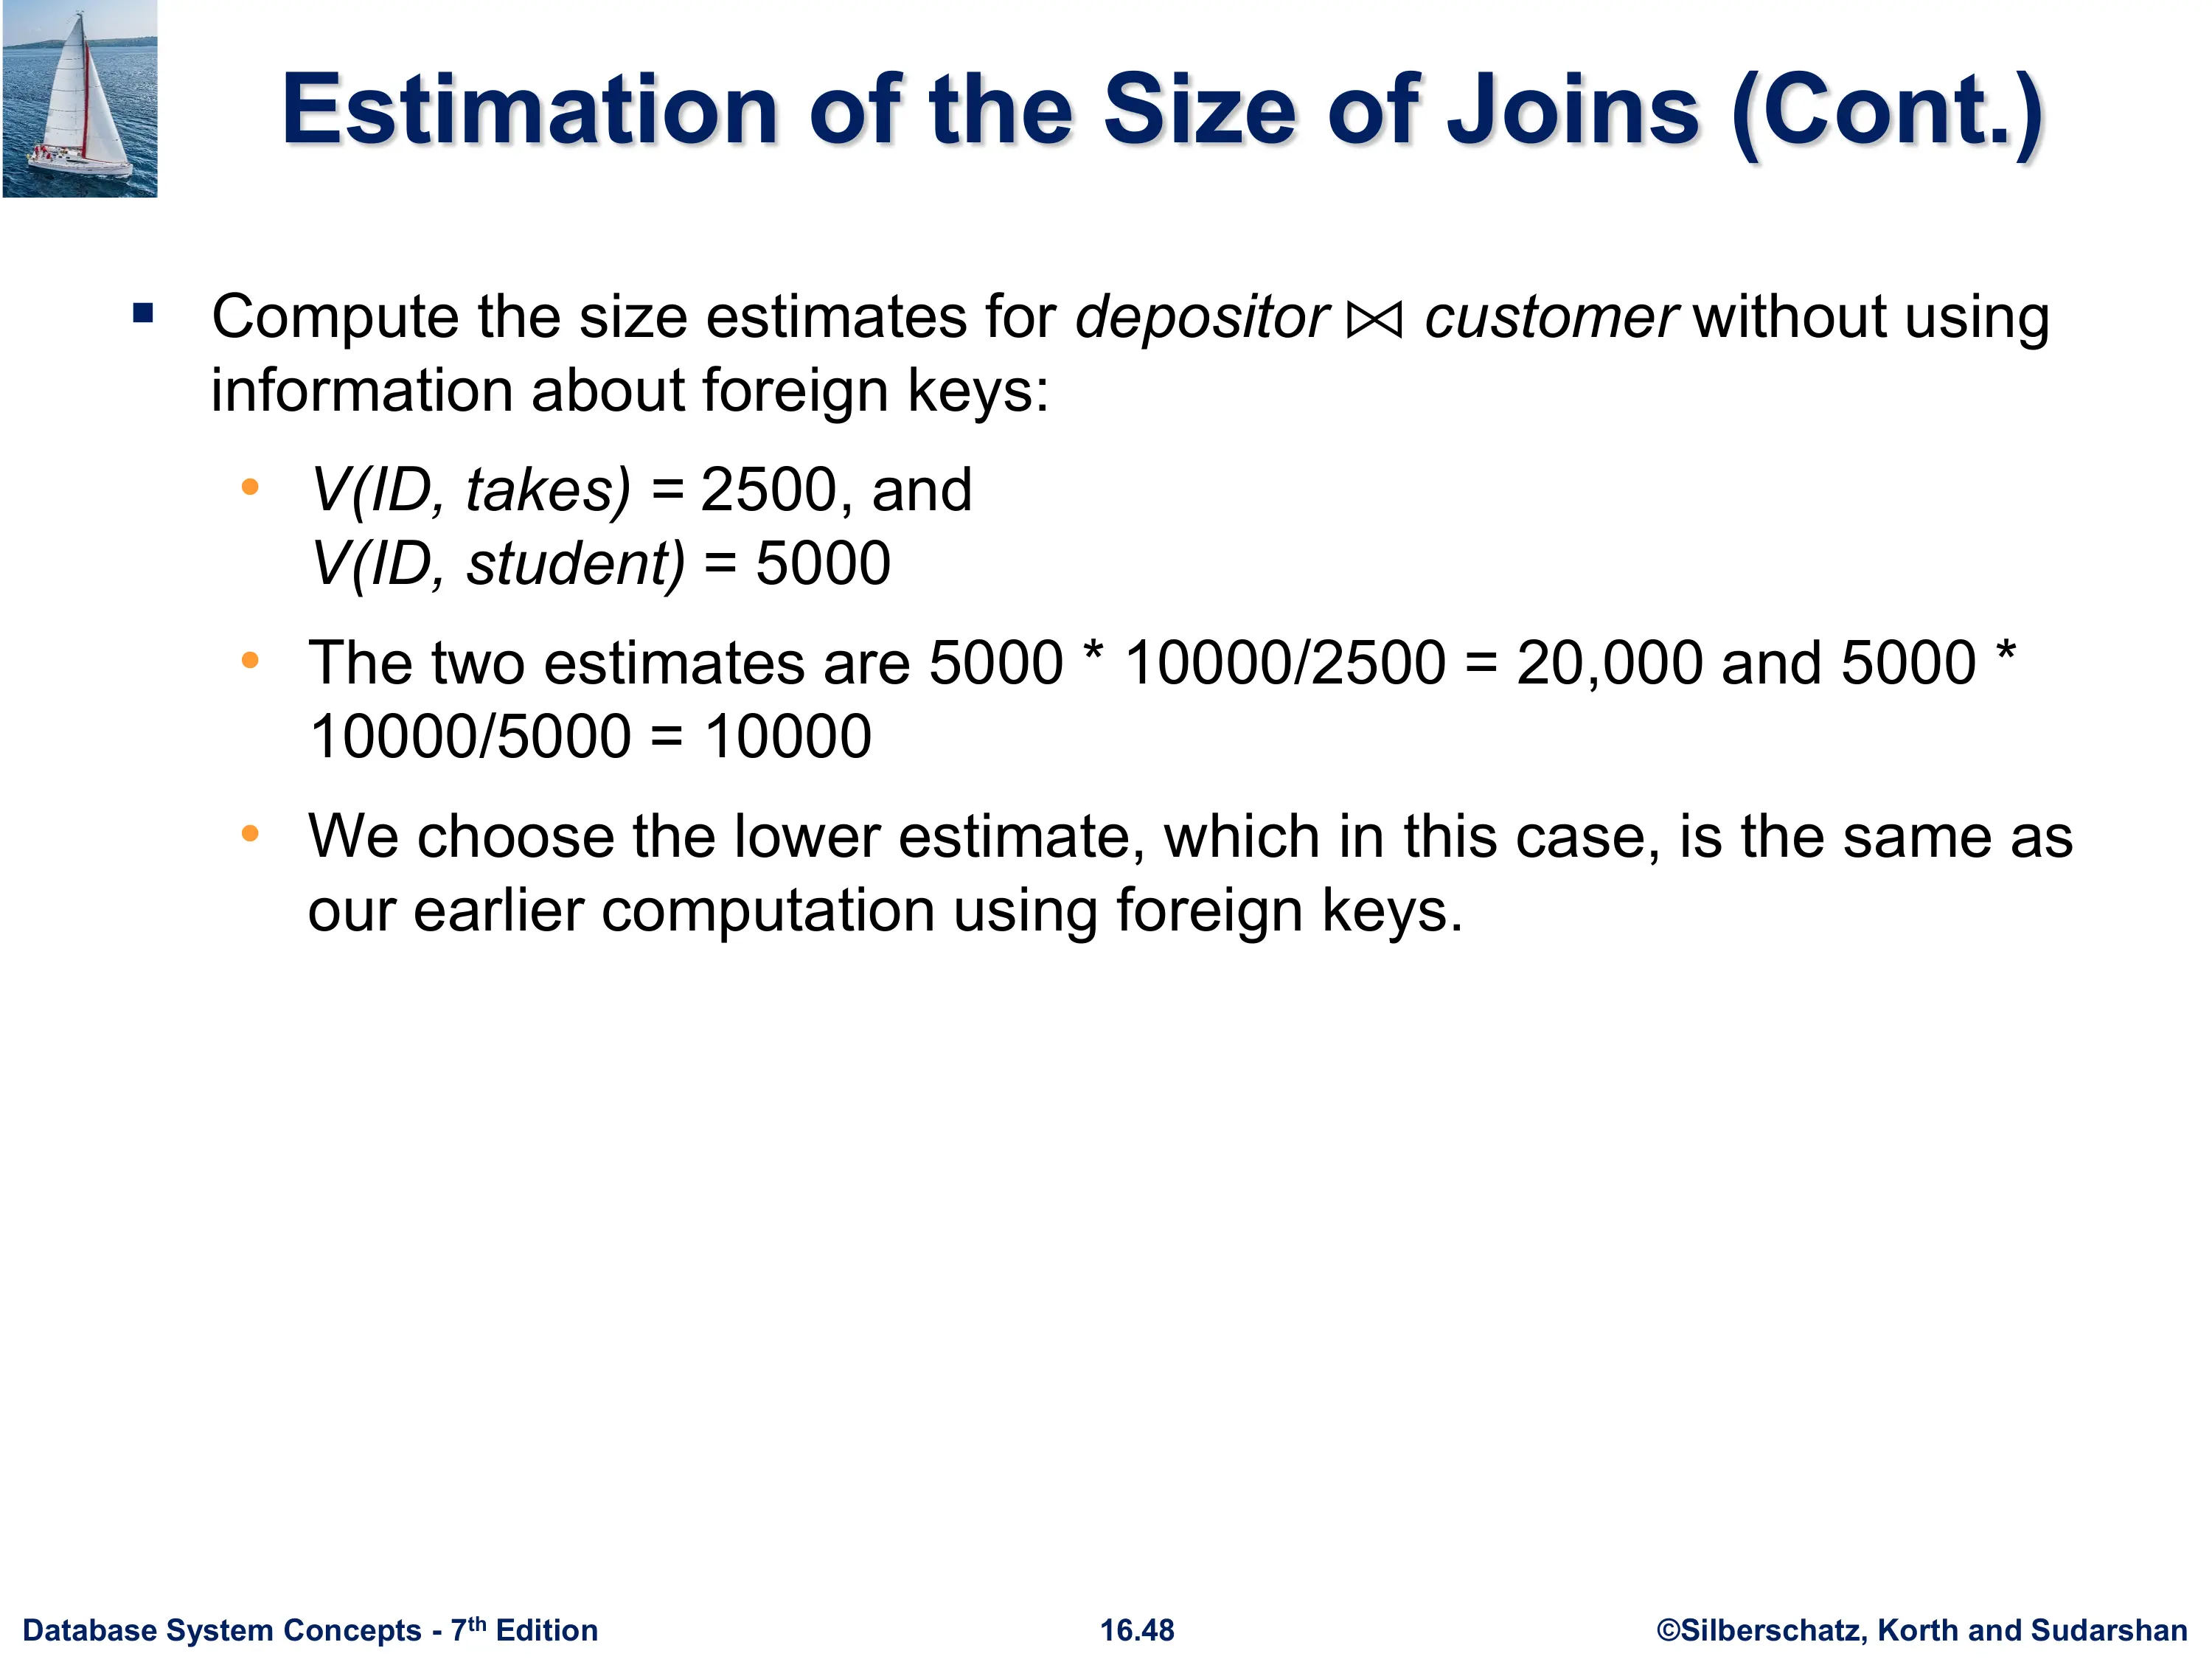 Estimation of the Size of Joins (Cont.)
▪ Compute the size estimates for depositor ⋈ customer without using
information about foreign keys:
• V(ID, takes) = 2500, and
V(ID, student) = 5000
• The two estimates are 5000 * 10000/2500 = 20,000 and 5000 *
10000/5000 = 10000
• We choose the lower estimate, which in this case, is the same as
our earlier computation using foreign keys.
Database System Concepts - 7th Edition
16.48
©Silberschatz, Korth and Sudarshan